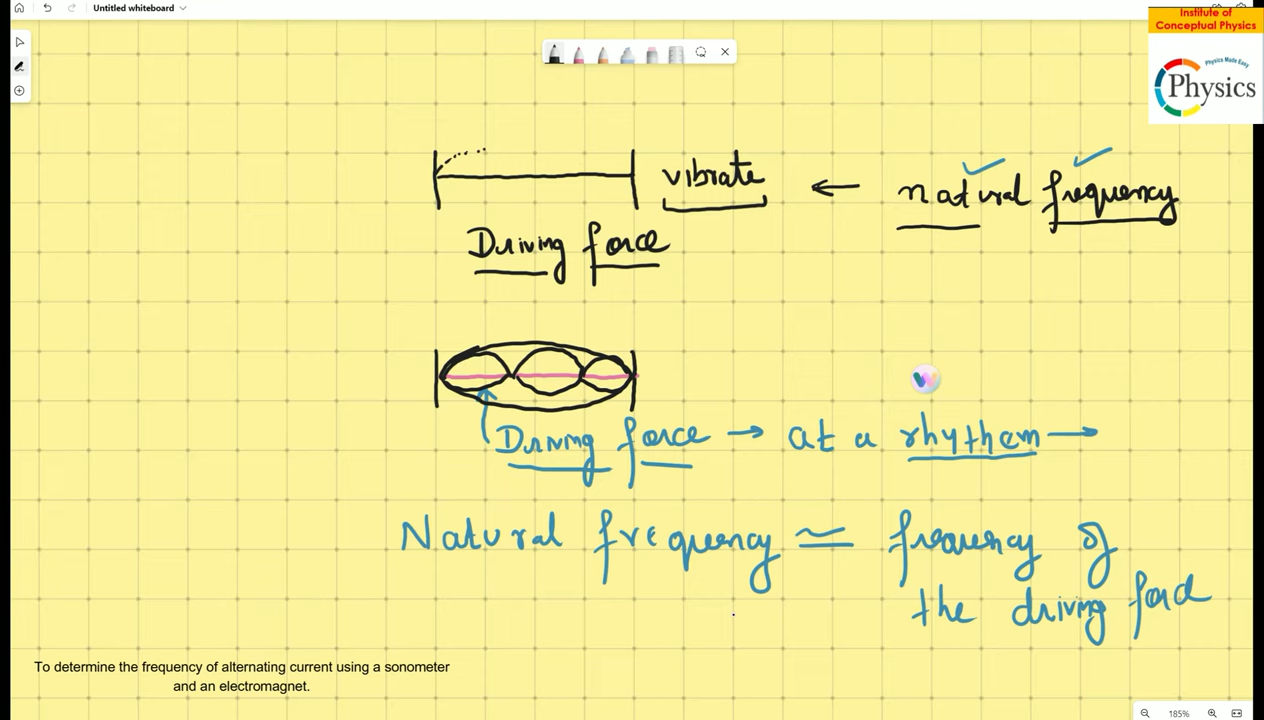 Untitled whiteboard
Institute of
Conceptual Physics
Physics Made Easy
Physics
vibrate ← natural frequency
Driving force
Driving force → at a rhythem →
Natural frequency ≃ frequency of
the driving force
To determine the frequency of alternating current using a sonometer
and an electromagnet.
185%